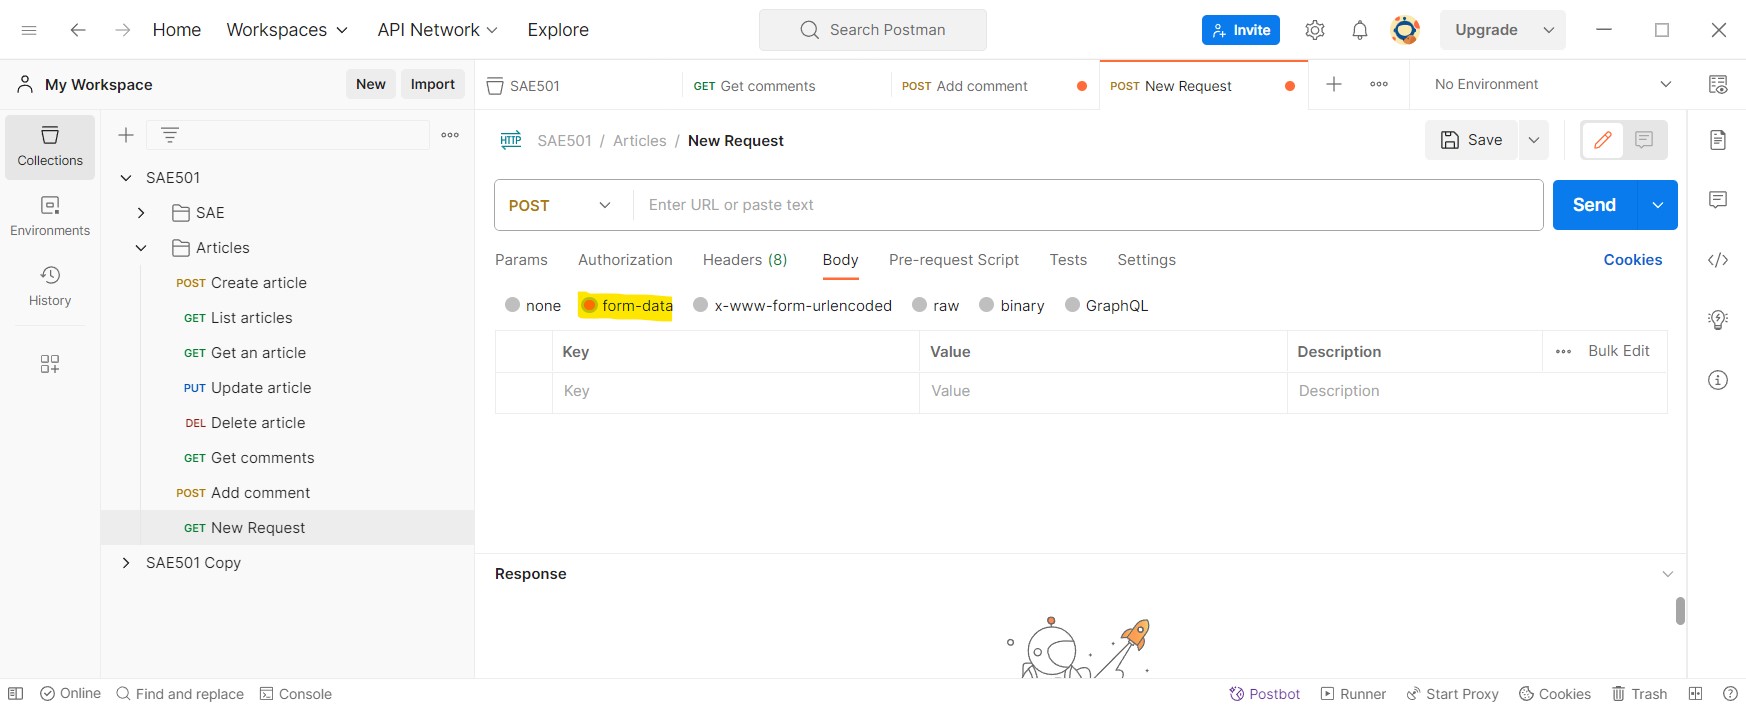 Home Workspaces API Network Explore Search Postman Invite Upgrade
My Workspace New Import SAE501 GET Get comments POST Add comment POST New Request No Environment
Collections
Environments
History
SAE501
SAE
Articles
POST Create article
GET List articles
GET Get an article
PUT Update article
DEL Delete article
GET Get comments
POST Add comment
GET New Request
SAE501 Copy
HTTP SAE501 / Articles / New Request Save
POST Enter URL or paste text Send
Params Authorization Headers (8) Body Pre-request Script Tests Settings Cookies
none form-data x-www-form-urlencoded raw binary GraphQL
Key Value Description Bulk Edit
Key Value Description
Response
Online Find and replace Console Postbot Runner Start Proxy Cookies Trash